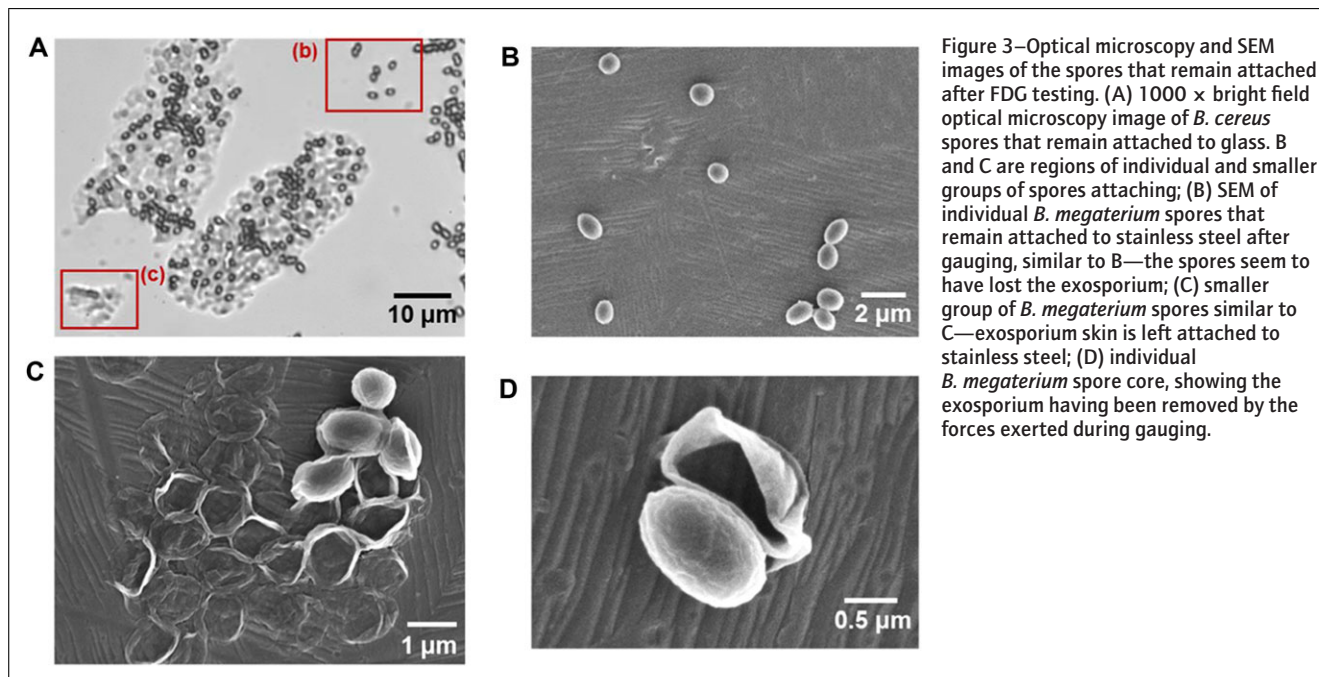 A
(b)
(c)
10 μm
B
2 μm
C
1 μm
D
0.5 μm
Figure 3–Optical microscopy and SEM
images of the spores that remain attached
after FDG testing. (A) 1000 × bright field
optical microscopy image of B. cereus
spores that remain attached to glass. B
and C are regions of individual and smaller
groups of spores attaching; (B) SEM of
individual B. megaterium spores that
remain attached to stainless steel after
gauging, similar to B—the spores seem to
have lost the exosporium; (C) smaller
group of B. megaterium spores similar to
C—exosporium skin is left attached to
stainless steel; (D) individual
B. megaterium spore core, showing the
exosporium having been removed by the
forces exerted during gauging.